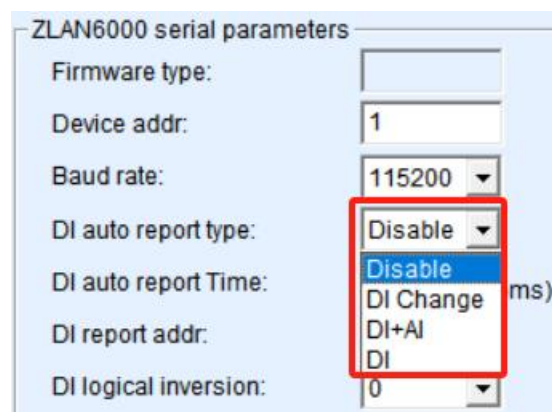 ZLAN6000 serial parameters
Firmware type:
Device addr: 1
Baud rate: 115200
DI auto report type: Disable
Disable
DI auto report Time: DI Change ms)
DI+AI
DI report addr:
DI
DI logical inversion: 0